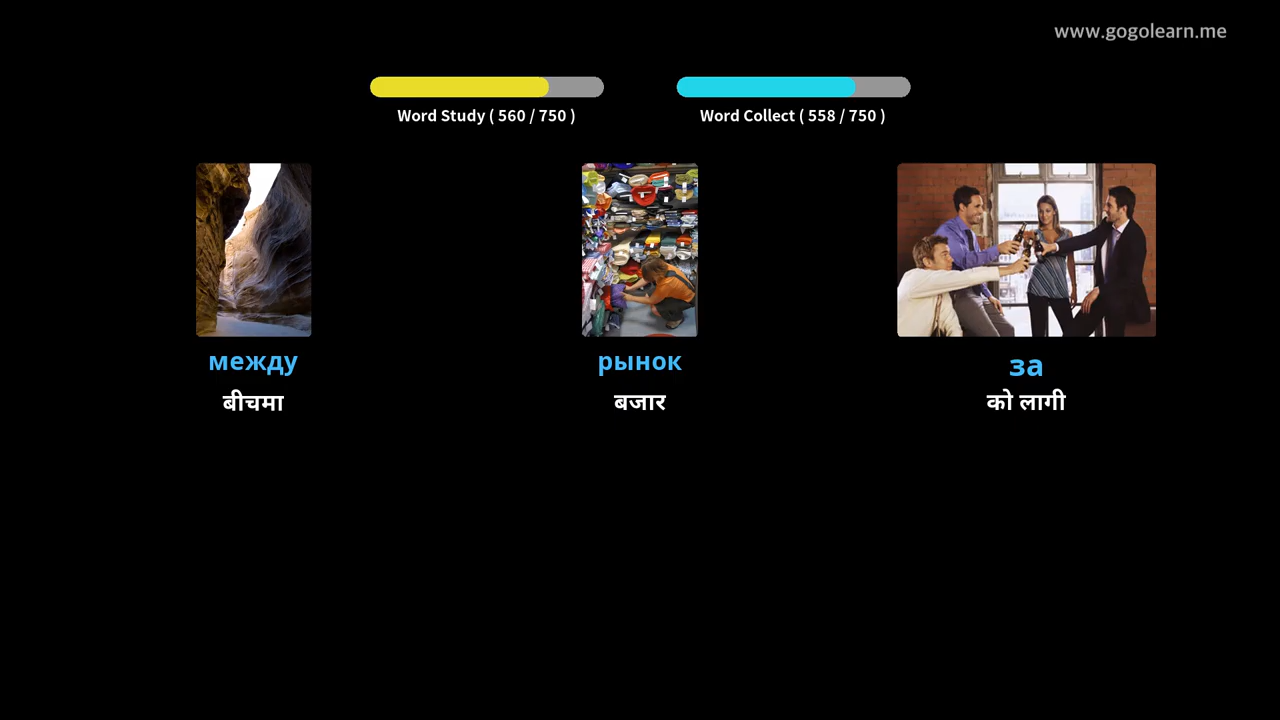 www.gogolearn.me
Word Study ( 560 / 750 )
Word Collect ( 558 / 750 )
между
рынок
за
बीचमा
बजार
को लागी